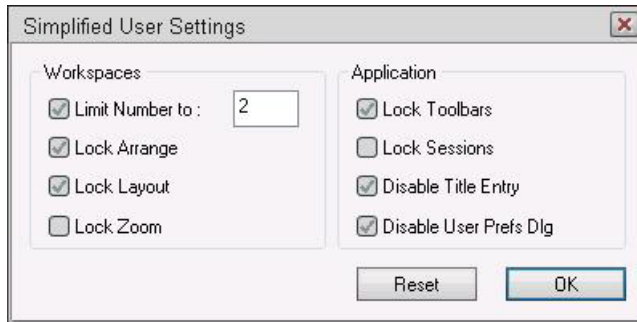 Simplified User Settings
Workspaces
Limit Number to : 2
Lock Arrange
Lock Layout
Lock Zoom
Application
Lock Toolbars
Lock Sessions
Disable Title Entry
Disable User Prefs Dlg
Reset
OK